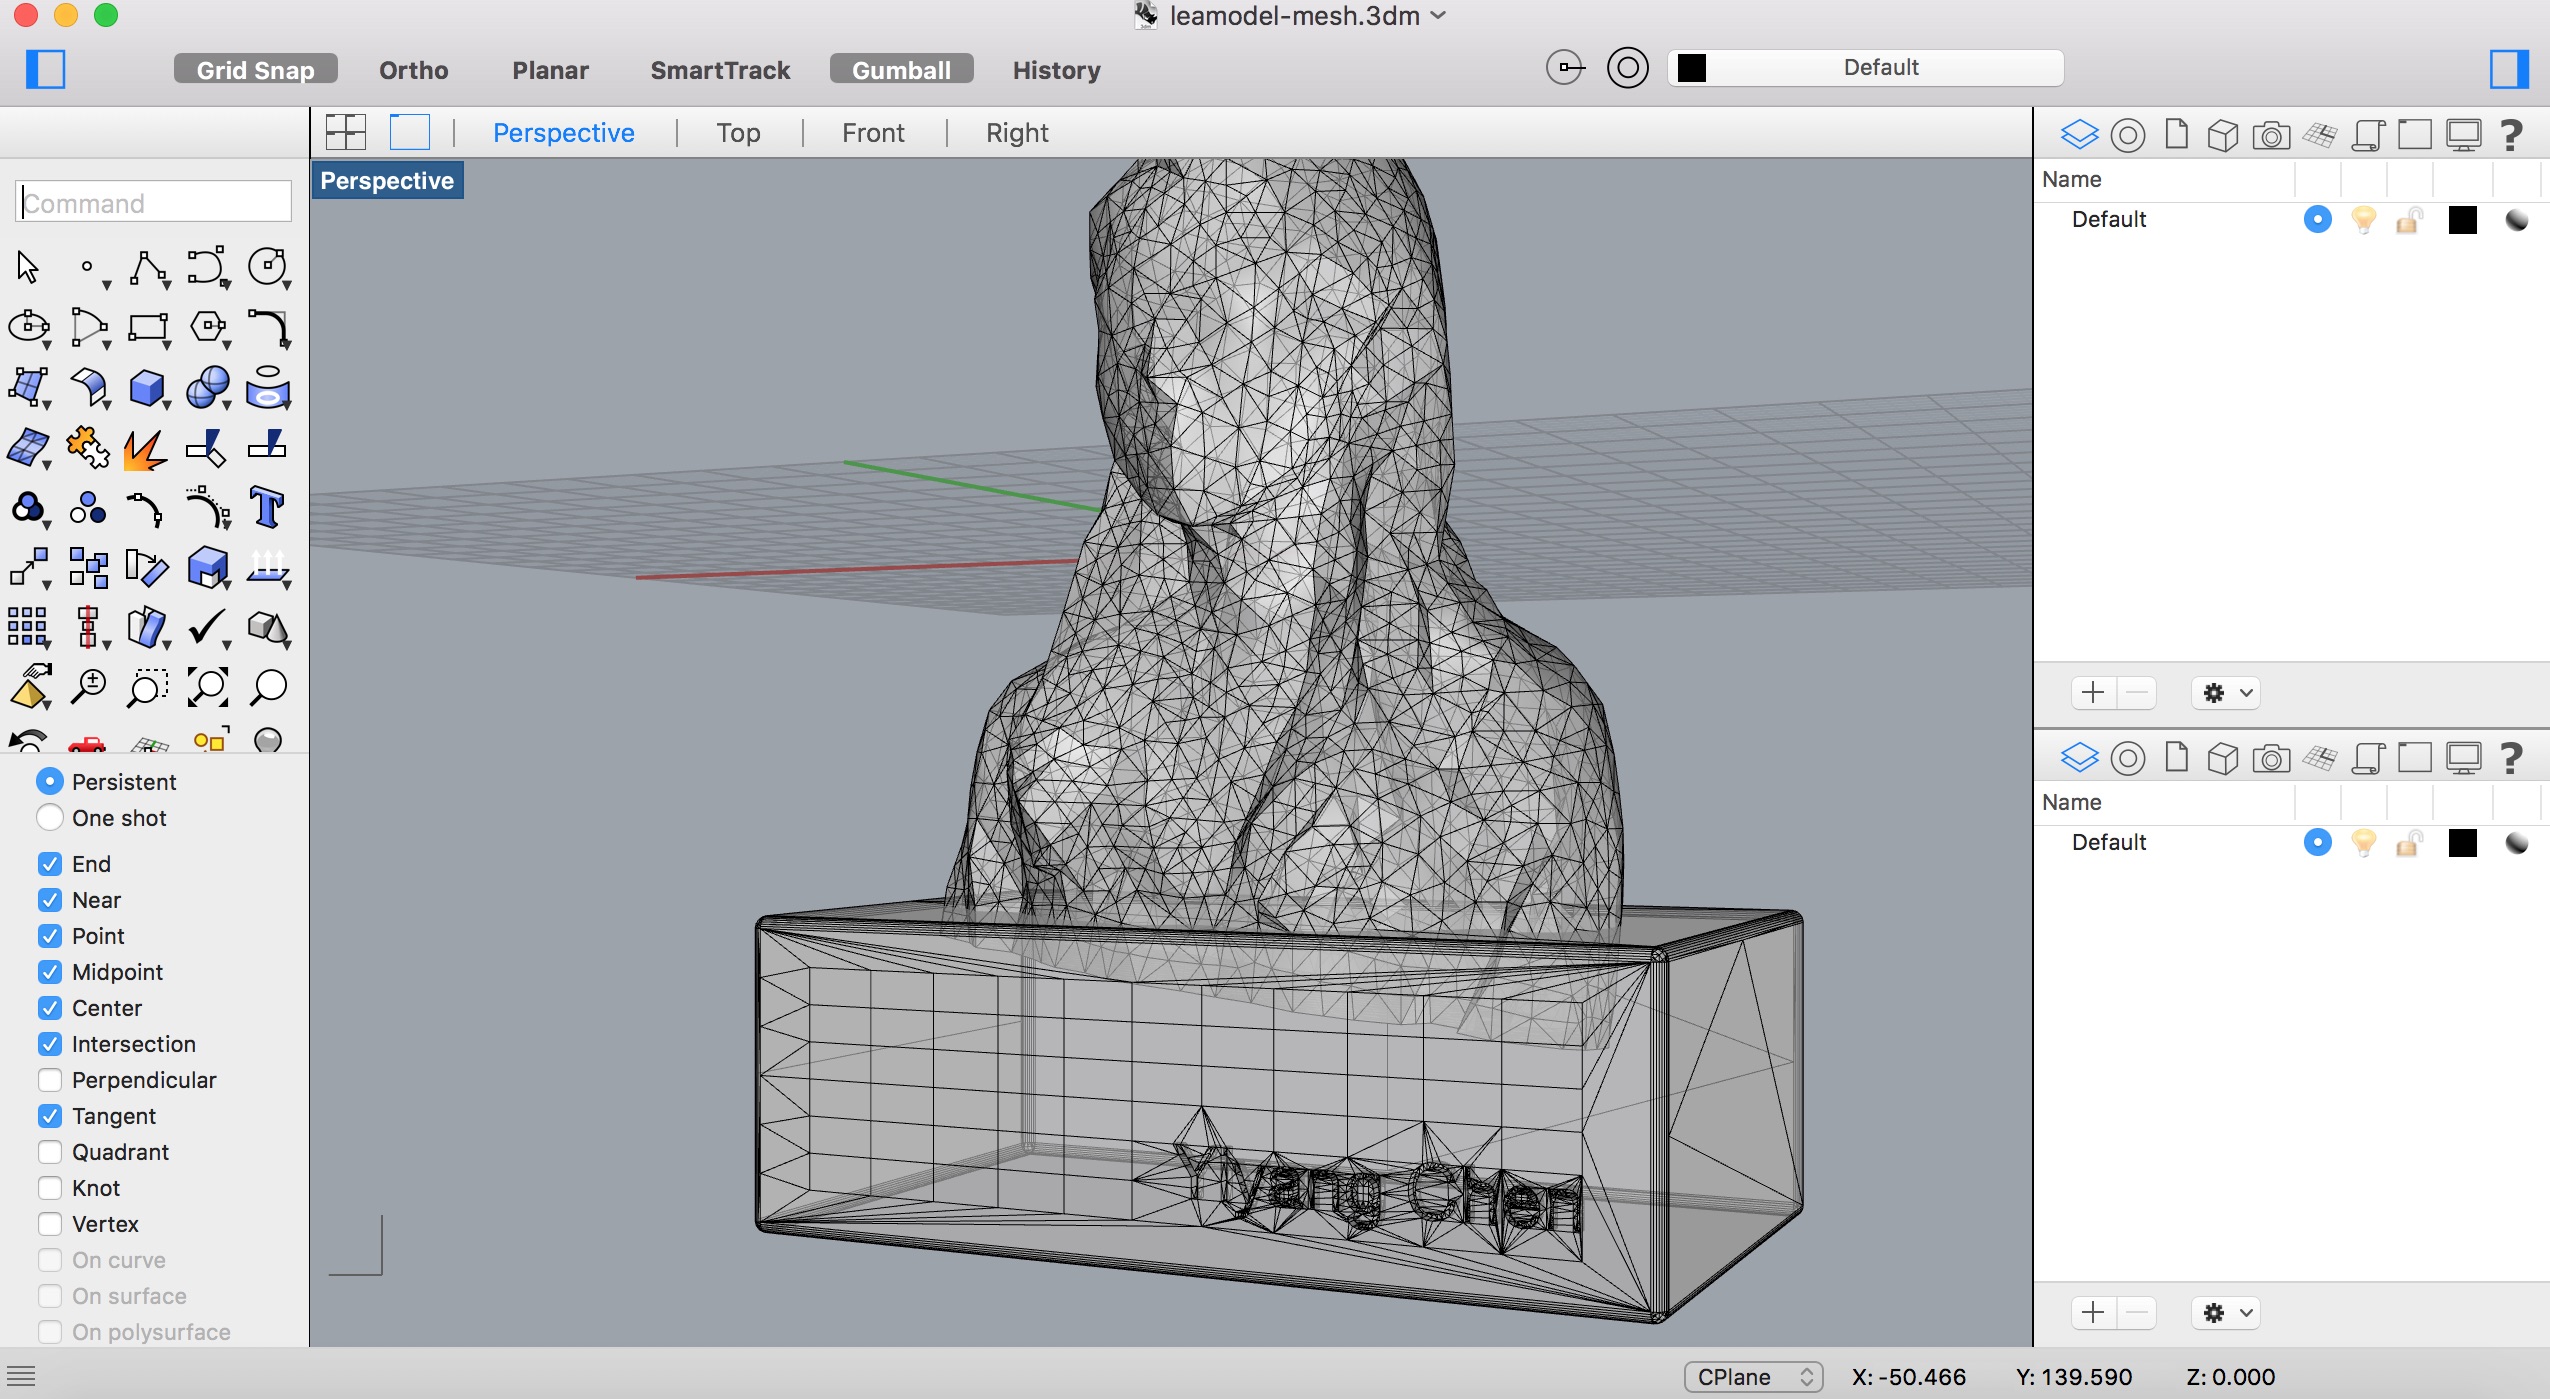 leamodel-mesh.3dm
Grid Snap Ortho Planar SmartTrack Gumball History Default
Perspective Top Front Right
Perspective
Command
Persistent
One shot
End
Near
Point
Midpoint
Center
Intersection
Perpendicular
Tangent
Quadrant
Knot
Vertex
On curve
On surface
On polysurface
Yang Chen
Name
Default
?
Name
Default
?
CPlane X: -50.466 Y: 139.590 Z: 0.000